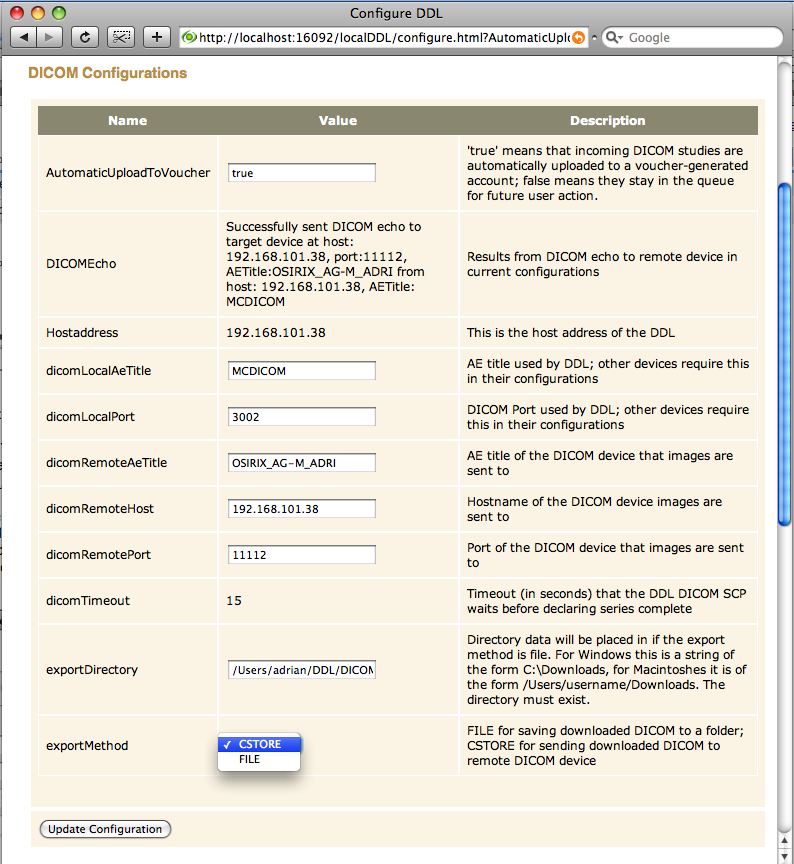 Configure DDL
http://localhost:16092/localDDL/configure.html?AutomaticUplo
Google
DICOM Configurations
Name Value Description
AutomaticUploadToVoucher
true
'true' means that incoming DICOM studies are
automatically uploaded to a voucher-generated
account; false means they stay in the queue
for future user action.
DICOMEcho
Successfully sent DICOM echo to
target device at host:
192.168.101.38, port:11112,
AETitle:OSIRIX_AG-M_ADRI from
host: 192.168.101.38, AETitle:
MCDICOM
Results from DICOM echo to remote device in
current configurations
Hostaddress
192.168.101.38
This is the host address of the DDL
dicomLocalAeTitle
MCDICOM
AE title used by DDL; other devices require this
in their configurations
dicomLocalPort
3002
DICOM Port used by DDL; other devices require
this in their configurations
dicomRemoteAeTitle
OSIRIX_AG-M_ADRI
AE title of the DICOM device that images are
sent to
dicomRemoteHost
192.168.101.38
Hostname of the DICOM device images are
sent to
dicomRemotePort
11112
Port of the DICOM device that images are sent
to
dicomTimeout
15
Timeout (in seconds) that the DDL DICOM SCP
waits before declaring series complete
exportDirectory
/Users/adrian/DDL/DICOM
Directory data will be placed in if the export
method is file. For Windows this is a string of
the form C:\Downloads, for Macintoshes it is of
the form /Users/username/Downloads. The
directory must exist.
exportMethod
✓ CSTORE
FILE
FILE for saving downloaded DICOM to a folder;
CSTORE for sending downloaded DICOM to
remote DICOM device
Update Configuration